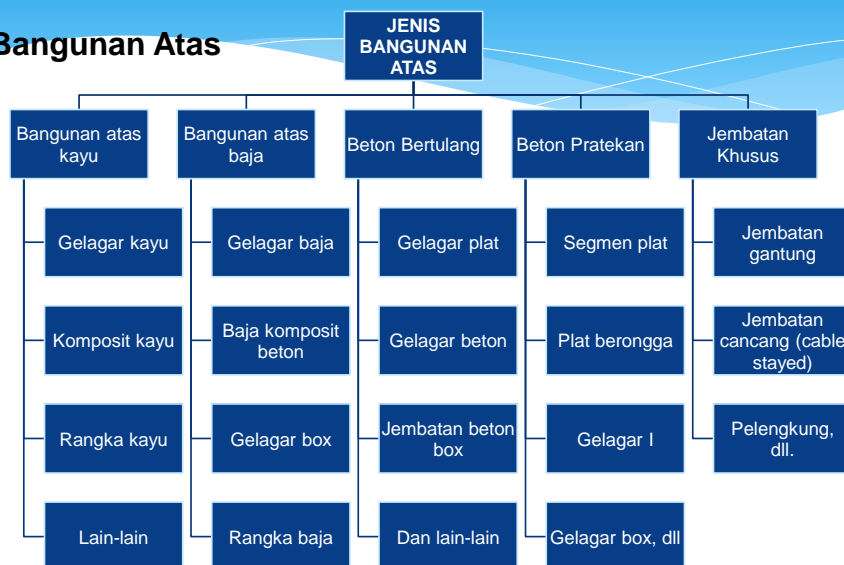 Bangunan Atas
JENIS
BANGUNAN
ATAS
Bangunan atas
kayu
Gelagar kayu
Komposit kayu
Rangka kayu
Lain-lain
Bangunan atas
baja
Gelagar baja
Baja komposit
beton
Gelagar box
Rangka baja
Beton Bertulang
Gelagar plat
Gelagar beton
Jembatan beton
box
Dan lain-lain
Beton Pratekan
Segmen plat
Plat berongga
Gelagar I
Gelagar box, dll
Jembatan
Khusus
Jembatan
gantung
Jembatan
cancang (cable
stayed)
Pelengkung,
dll.